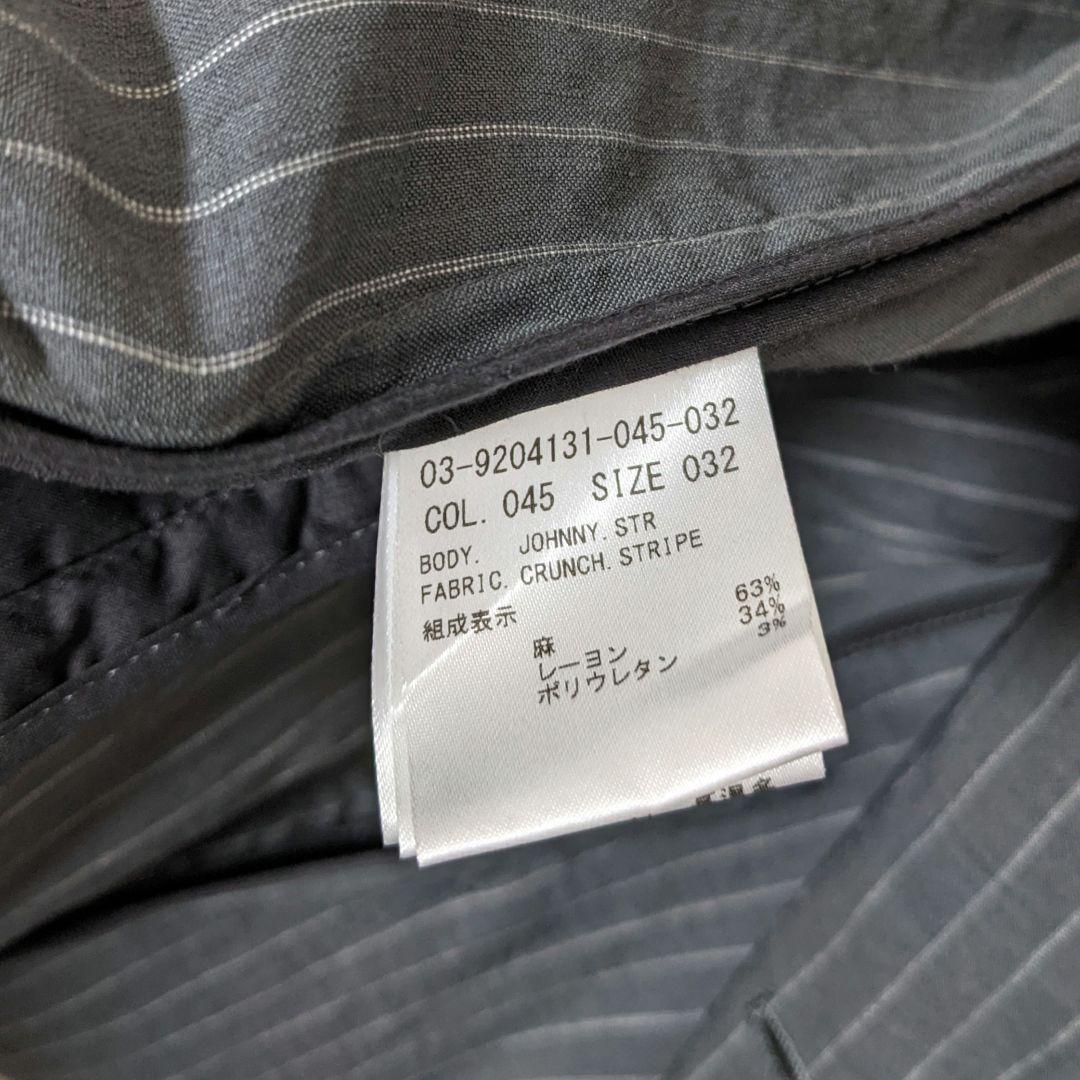 03-9204131-045-032
COL. 045 SIZE 032
BODY. JOHNNY.STR
FABRIC. CRUNCH.STRIPE
組成表示
麻 63%
レーヨン 34%
ポリウレタン 3%